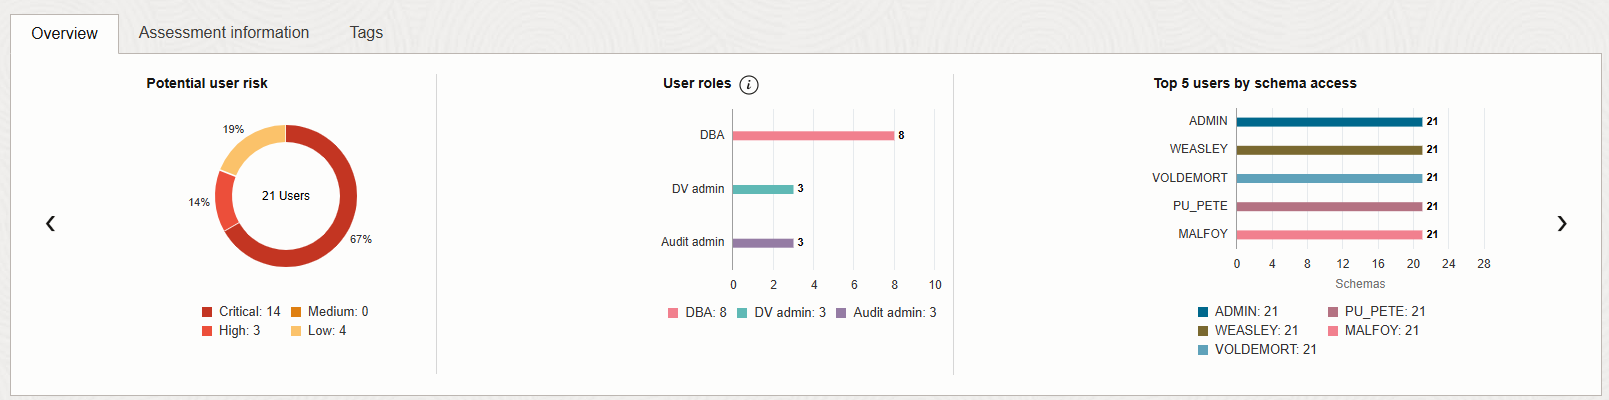 Overview Assessment information Tags
Potential user risk
19%
14%
21 Users
67%
Critical: 14 Medium: 0
High: 3 Low: 4
User roles i
DBA 8
DV admin 3
Audit admin 3
0 2 4 6 8 10
DBA: 8 DV admin: 3 Audit admin: 3
Top 5 users by schema access
ADMIN 21
WEASLEY 21
VOLDEMORT 21
PU_PETE 21
MALFOY 21
0 4 8 12 16 20 24 28
Schemas
ADMIN: 21 PU_PETE: 21
WEASLEY: 21 MALFOY: 21
VOLDEMORT: 21